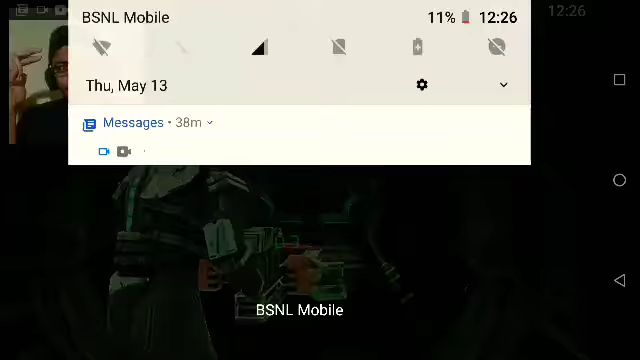 BSNL Mobile
11% 12:26
12:26
Thu, May 13
Messages • 38m
BSNL Mobile